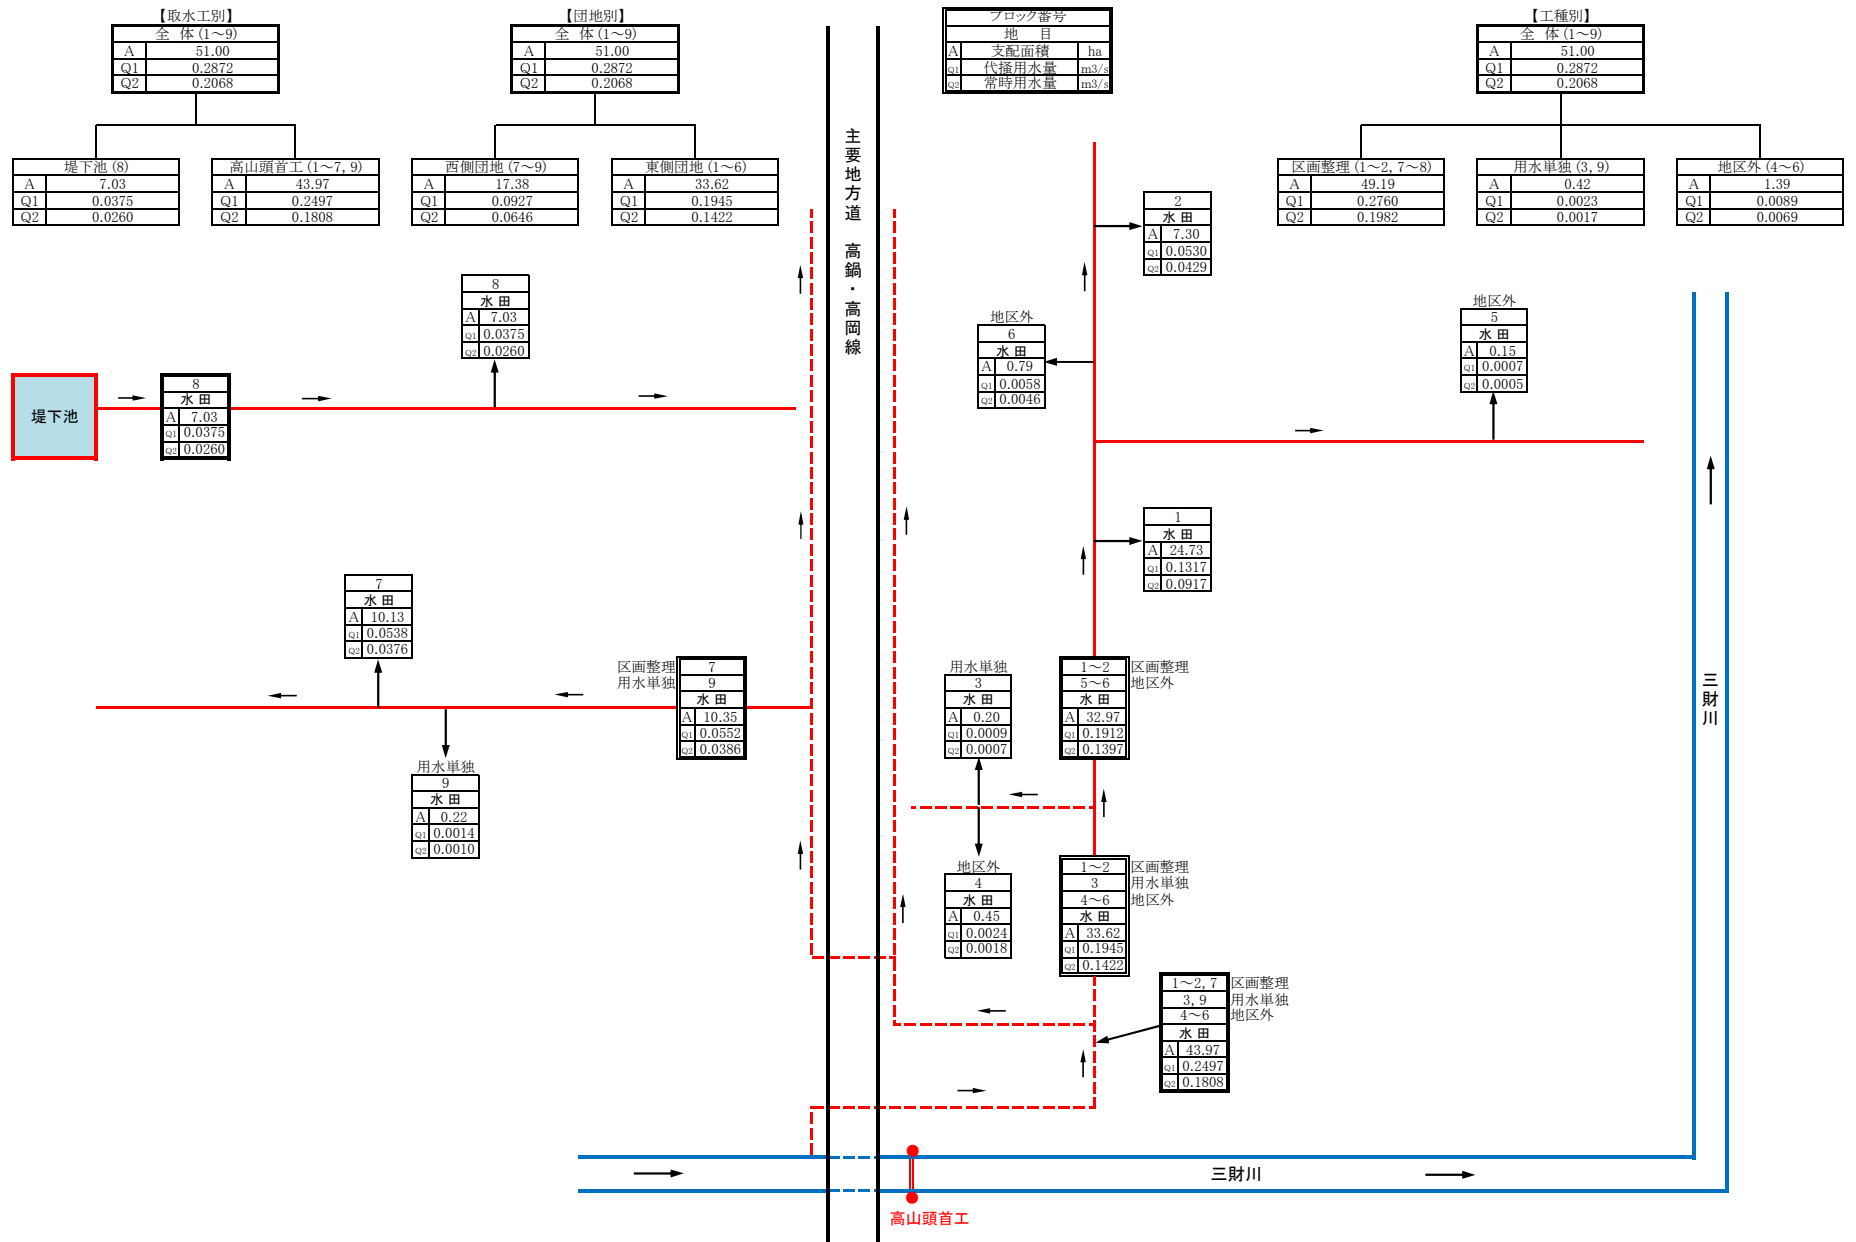 【取水工別】
全 体 (1～9)
A 51.00
Q1 0.2872
Q2 0.2068
堤下池 (8)
A 7.03
Q1 0.0375
Q2 0.0260
高山頭首工 (1～7, 9)
A 43.97
Q1 0.2497
Q2 0.1808
【団地別】
全 体 (1～9)
A 51.00
Q1 0.2872
Q2 0.2068
西側団地 (7～9)
A 17.38
Q1 0.0927
Q2 0.0646
東側団地 (1～6)
A 33.62
Q1 0.1945
Q2 0.1422
ブロック番号
地 目
A 支配面積 ha
Q1 代掻用水量 m3/s
Q2 常時用水量 m3/s
【工種別】
全 体 (1～9)
A 51.00
Q1 0.2872
Q2 0.2068
区画整理 (1～2, 7～8)
A 49.19
Q1 0.2760
Q2 0.1982
用水単独 (3, 9)
A 0.42
Q1 0.0023
Q2 0.0017
地区外 (4～6)
A 1.39
Q1 0.0089
Q2 0.0069
主要地方道 高鍋・高岡線
8
水 田
A 7.03
Q1 0.0375
Q2 0.0260
堤下池
8
水 田
A 7.03
Q1 0.0375
Q2 0.0260
7
水 田
A 10.13
Q1 0.0538
Q2 0.0376
区画整理
用水単独
7
9
水 田
A 10.35
Q1 0.0552
Q2 0.0386
用水単独
9
水 田
A 0.22
Q1 0.0014
Q2 0.0010
2
水 田
A 7.30
Q1 0.0530
Q2 0.0429
地区外
6
水 田
A 0.79
Q1 0.0058
Q2 0.0046
地区外
5
水 田
A 0.15
Q1 0.0007
Q2 0.0005
1
水 田
A 24.73
Q1 0.1317
Q2 0.0917
用水単独
3
水 田
A 0.20
Q1 0.0009
Q2 0.0007
1～2
5～6
水 田
A 32.97
Q1 0.1912
Q2 0.1397
区画整理
地区外
地区外
4
水 田
A 0.45
Q1 0.0024
Q2 0.0018
1～2
3
4～6
水 田
A 33.62
Q1 0.1945
Q2 0.1422
区画整理
用水単独
地区外
1～2, 7
3, 9
4～6
水 田
A 43.97
Q1 0.2497
Q2 0.1808
区画整理
用水単独
地区外
三財川
三財川
高山頭首工